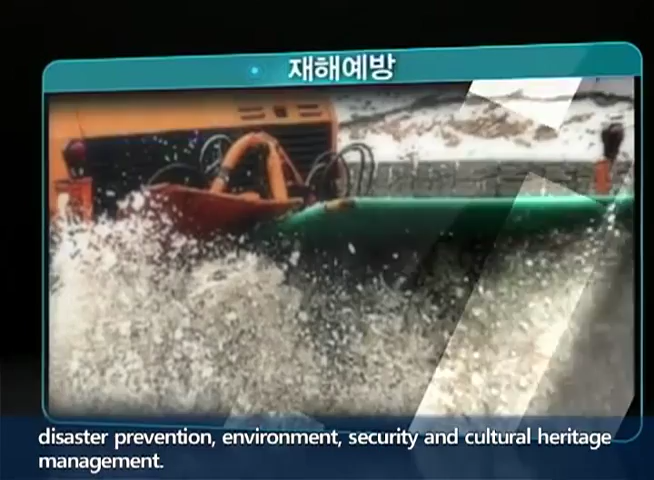 재해예방
disaster prevention, environment, security and cultural heritage
management.